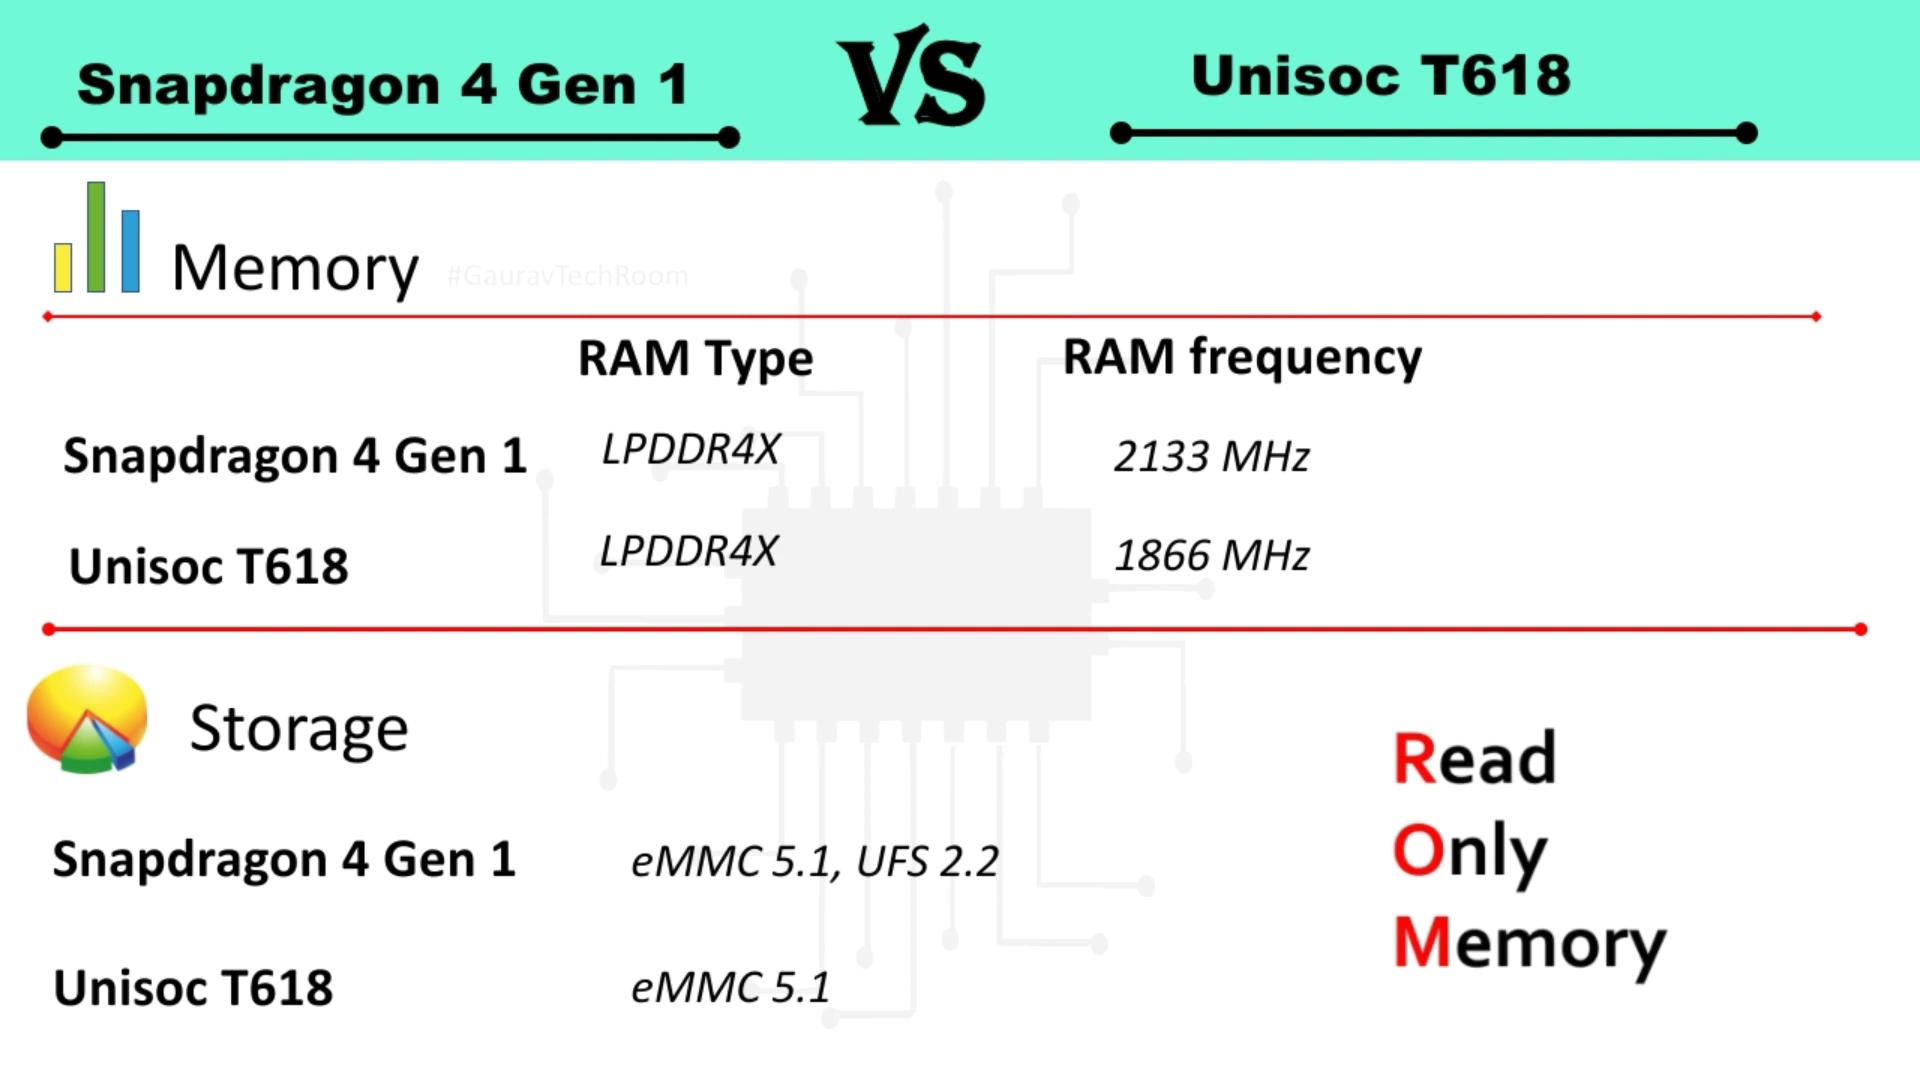 Snapdragon 4 Gen 1 VS Unisoc T618
Memory #GauravTechRoom
RAM Type RAM frequency
Snapdragon 4 Gen 1 LPDDR4X 2133 MHz
Unisoc T618 LPDDR4X 1866 MHz
Storage
Read
Only
Memory
Snapdragon 4 Gen 1 eMMC 5.1, UFS 2.2
Unisoc T618 eMMC 5.1